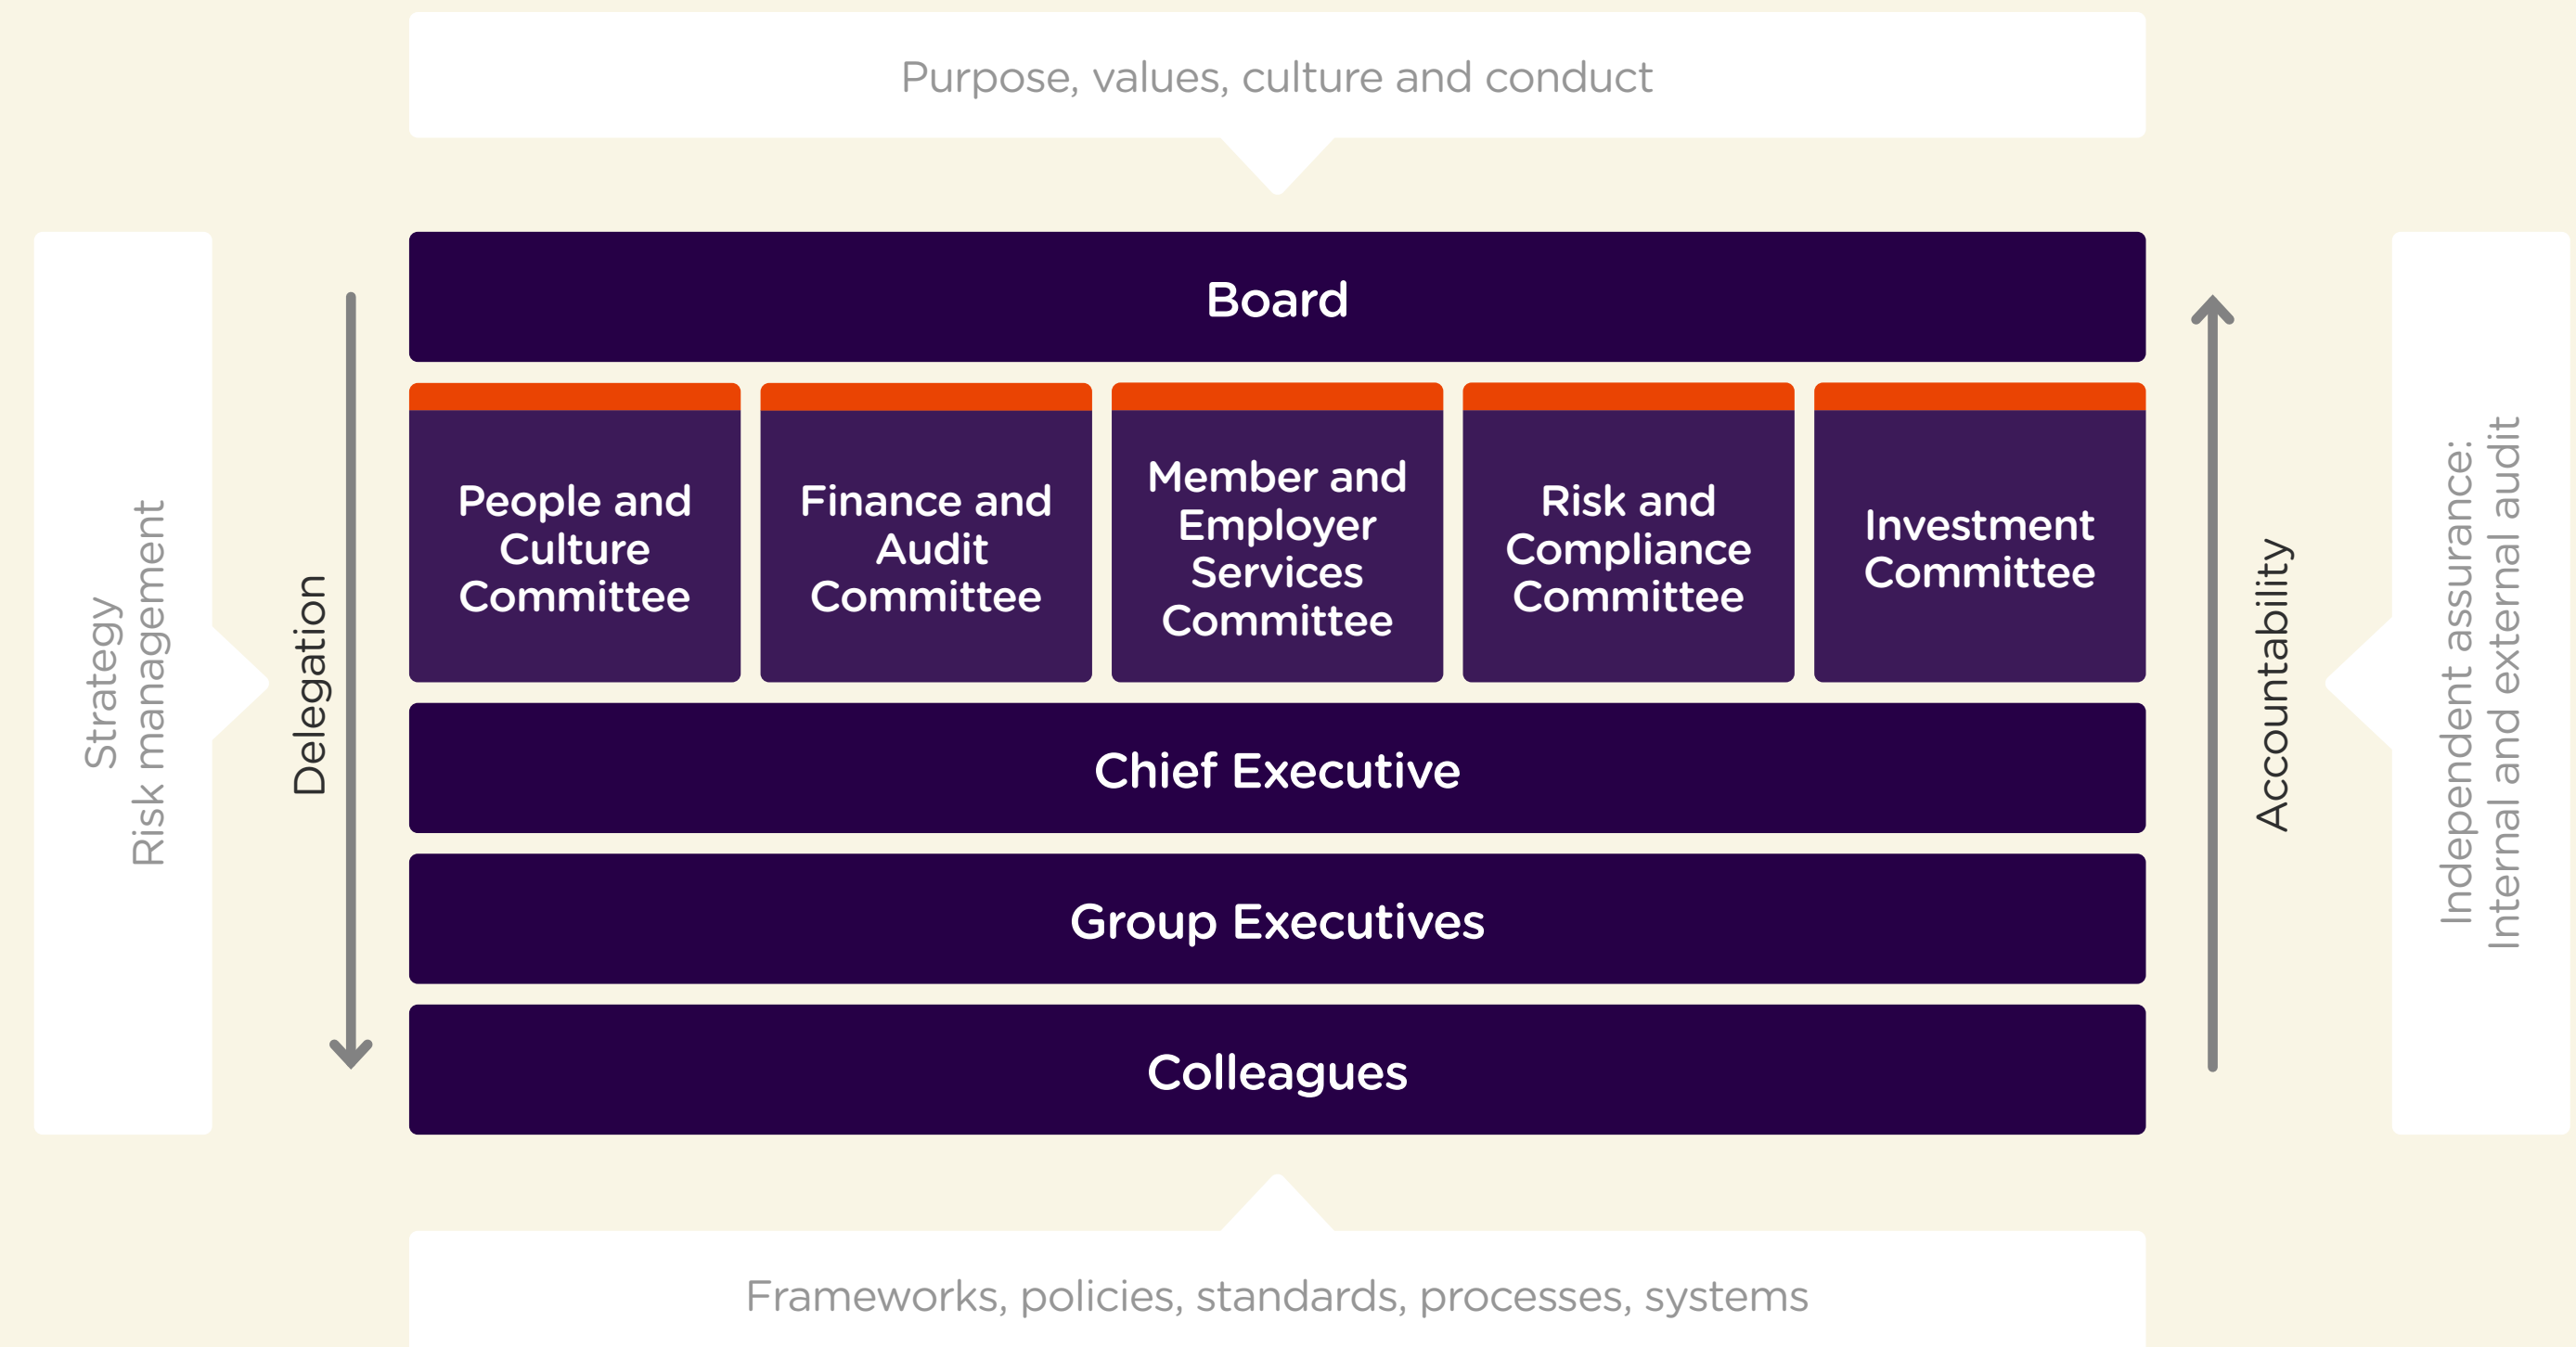 Purpose, values, culture and conduct
Strategy
Risk management
Delegation
Board
People and
Culture
Committee
Finance and
Audit
Committee
Member and
Employer
Services
Committee
Risk and
Compliance
Committee
Investment
Committee
Chief Executive
Group Executives
Colleagues
Accountability
Independent assurance:
Internal and external audit
Frameworks, policies, standards, processes, systems